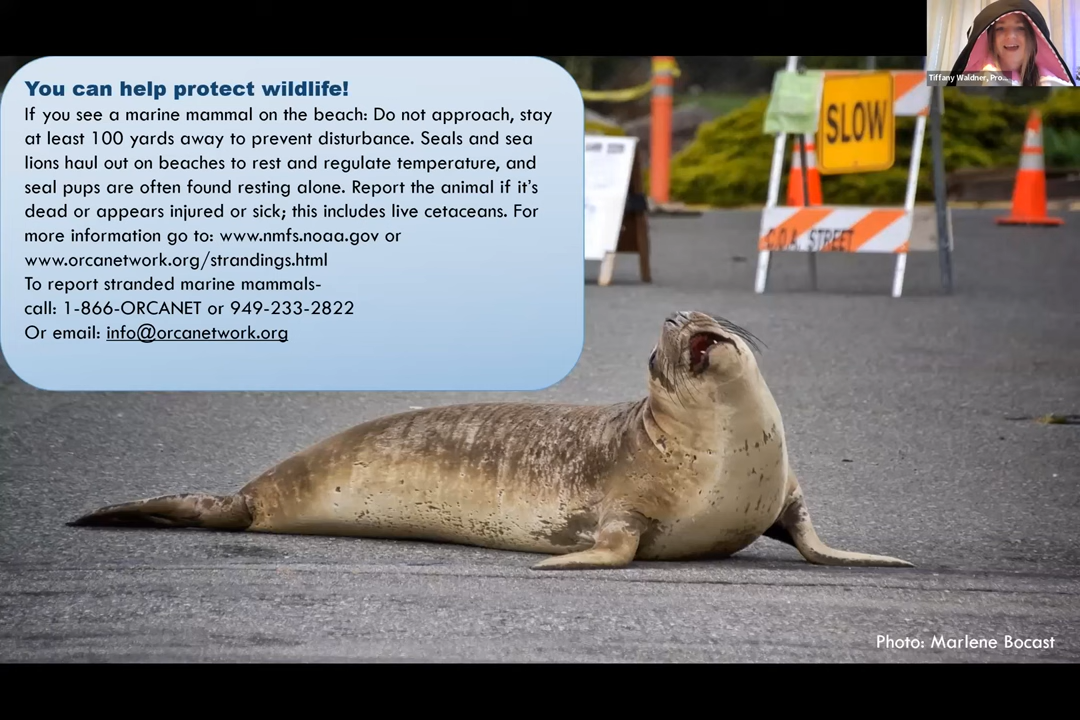 You can help protect wildlife!
If you see a marine mammal on the beach: Do not approach, stay
at least 100 yards away to prevent disturbance. Seals and sea
lions haul out on beaches to rest and regulate temperature, and
seal pups are often found resting alone. Report the animal if it's
dead or appears injured or sick; this includes live cetaceans. For
more information go to: www.nmfs.noaa.gov or
www.orcanetwork.org/strandings.html
To report stranded marine mammals-
call: 1-866-ORCANET or 949-233-2822
Or email: info@orcanetwork.org
Tiffany Waldner, Pro...
SLOW
STREET
Photo: Marlene Bocast